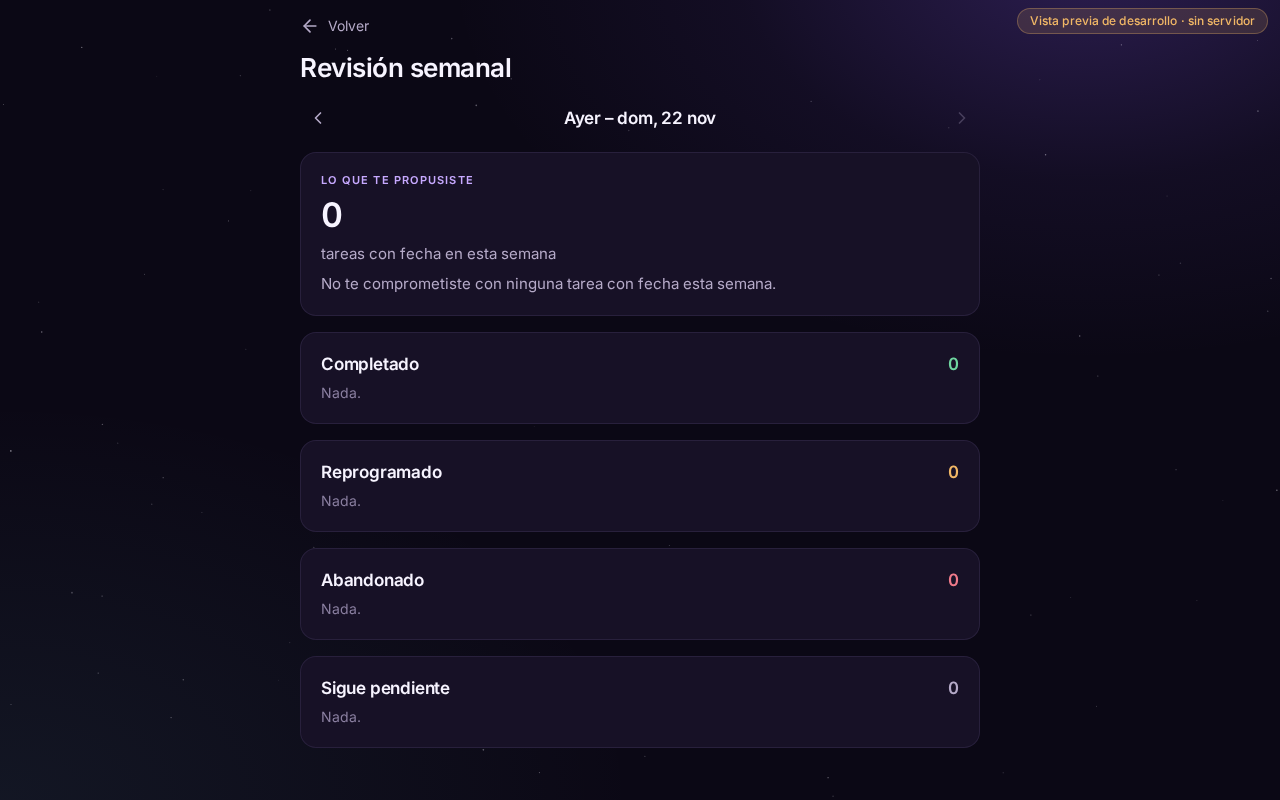 Volver
Vista previa de desarrollo · sin servidor
Revisión semanal
Ayer – dom, 22 nov
LO QUE TE PROPUSISTE
0
tareas con fecha en esta semana
No te comprometiste con ninguna tarea con fecha esta semana.
Completado 0
Nada.
Reprogramado 0
Nada.
Abandonado 0
Nada.
Sigue pendiente 0
Nada.